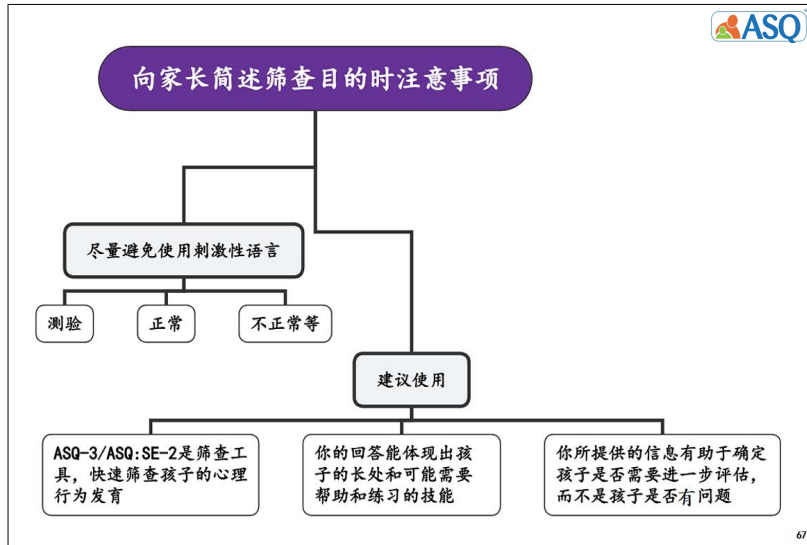 ASQ
向家长简述筛查目的时注意事项
尽量避免使用刺激性语言
测验
正常
不正常等
建议使用
ASQ-3/ASQ:SE-2是筛查工
具，快速筛查孩子的心理
行为发育
你的回答能体现出孩
子的长处和可能需要
帮助和练习的技能
你所提供的信息有助于确定
孩子是否需要进一步评估，
而不是孩子是否有问题
67